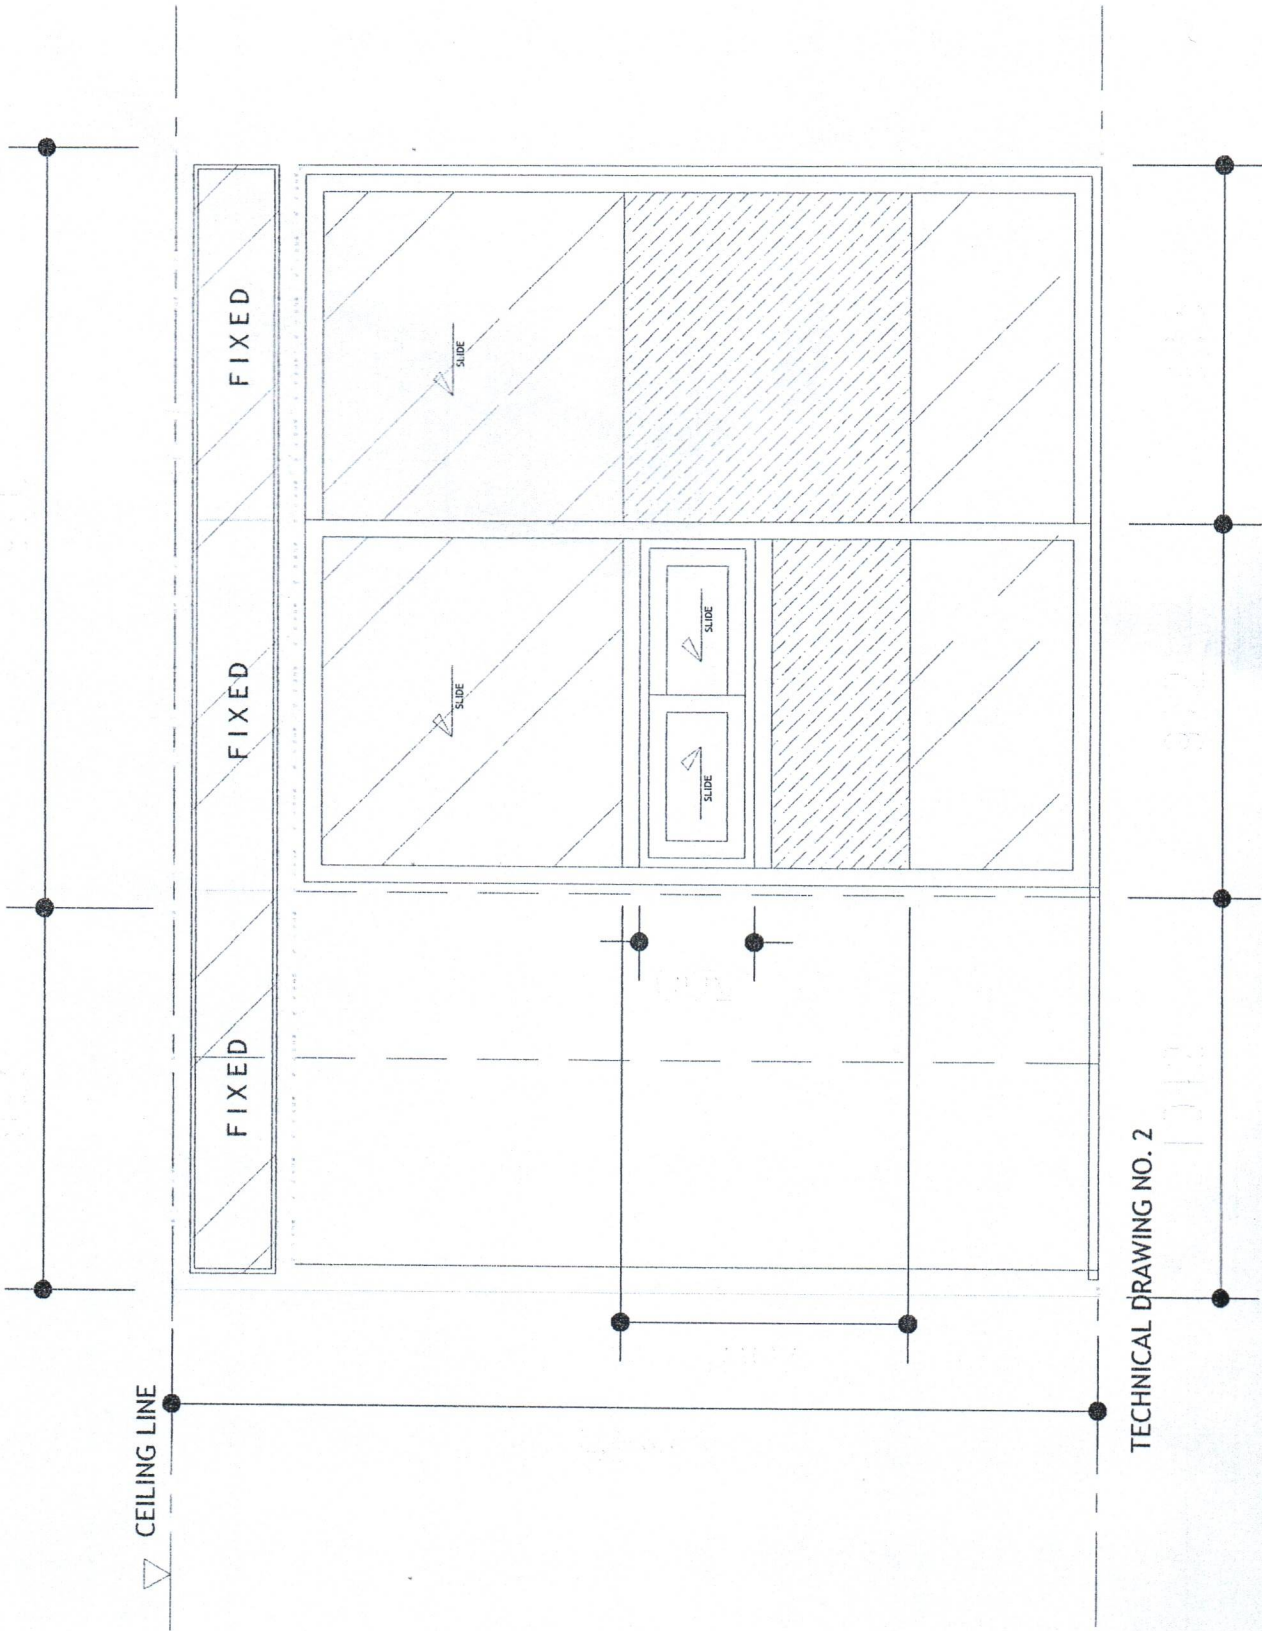 CEILING LINE
FIXED
FIXED
FIXED
SLIDE
SLIDE
SLIDE
SLIDE
TECHNICAL DRAWING NO. 2